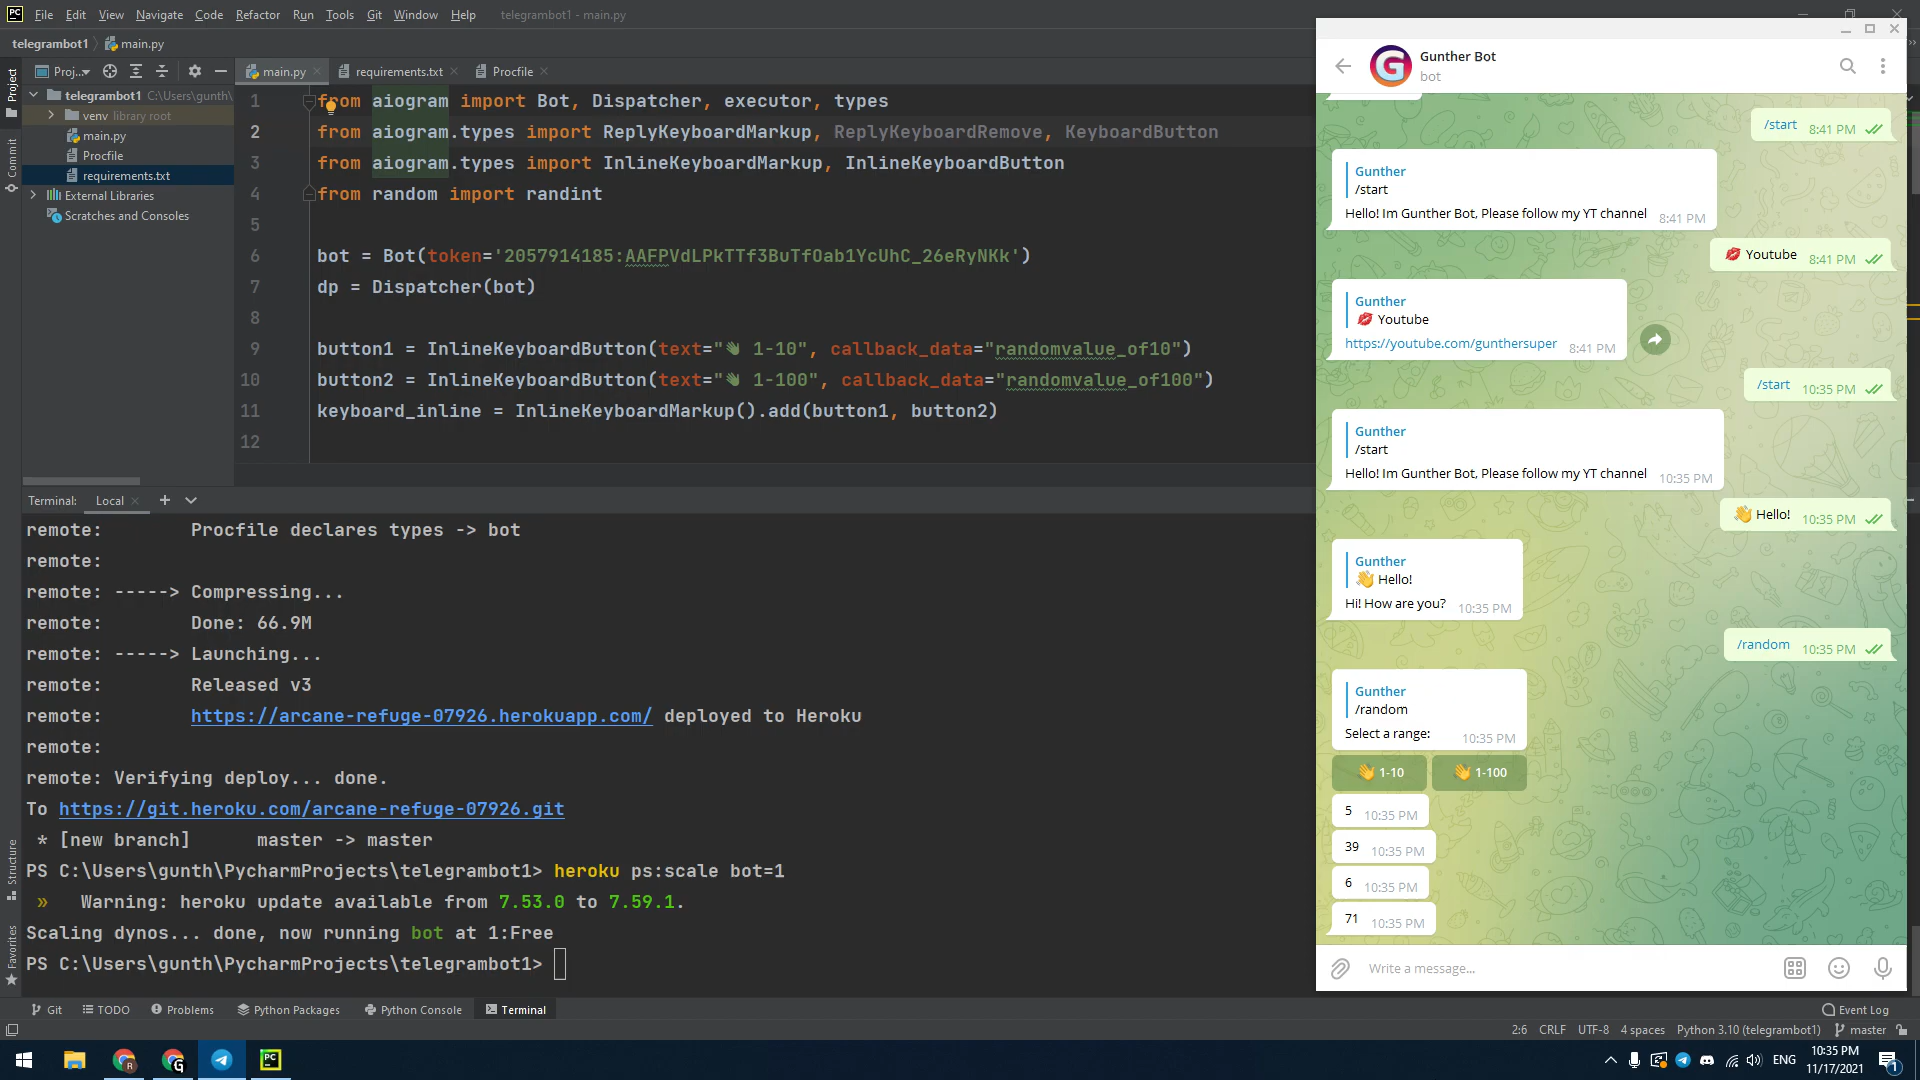 File Edit View Navigate Code Refactor Run Tools Git Window Help telegrambot1 - main.py
telegrambot1 main.py
Project
Commit
Structure
Favorites
Proj...
telegrambot1 C:\Users\gunth\
venv library root
main.py
Procfile
requirements.txt
External Libraries
Scratches and Consoles
main.py requirements.txt Procfile
1 from aiogram import Bot, Dispatcher, executor, types
2 from aiogram.types import ReplyKeyboardMarkup, ReplyKeyboardRemove, KeyboardButton
3 from aiogram.types import InlineKeyboardMarkup, InlineKeyboardButton
4 from random import randint
5
6 bot = Bot(token='2057914185:AAFPVdLPkTTf3BuTfOab1YcUhC_26eRyNKk')
7 dp = Dispatcher(bot)
8
9 button1 = InlineKeyboardButton(text="👋 1-10", callback_data="randomvalue_of10")
10 button2 = InlineKeyboardButton(text="👋 1-100", callback_data="randomvalue_of100")
11 keyboard_inline = InlineKeyboardMarkup().add(button1, button2)
12
Terminal: Local
remote: Procfile declares types -> bot
remote:
remote: -----> Compressing...
remote: Done: 66.9M
remote: -----> Launching...
remote: Released v3
remote: https://arcane-refuge-07926.herokuapp.com/ deployed to Heroku
remote:
remote: Verifying deploy... done.
To https://git.heroku.com/arcane-refuge-07926.git
* [new branch] master -> master
PS C:\Users\gunth\PycharmProjects\telegrambot1> heroku ps:scale bot=1
» Warning: heroku update available from 7.53.0 to 7.59.1.
Scaling dynos... done, now running bot at 1:Free
PS C:\Users\gunth\PycharmProjects\telegrambot1>
Git TODO Problems Python Packages Python Console Terminal Event Log
2:6 CRLF UTF-8 4 spaces Python 3.10 (telegrambot1) master
Gunther Bot
bot
/start 8:41 PM
Gunther
/start
Hello! Im Gunther Bot, Please follow my YT channel 8:41 PM
💋 Youtube 8:41 PM
Gunther
💋 Youtube
https://youtube.com/gunthersuper 8:41 PM
/start 10:35 PM
Gunther
/start
Hello! Im Gunther Bot, Please follow my YT channel 10:35 PM
👋 Hello! 10:35 PM
Gunther
👋 Hello!
Hi! How are you? 10:35 PM
/random 10:35 PM
Gunther
/random
Select a range: 10:35 PM
👋 1-10 👋 1-100
5 10:35 PM
39 10:35 PM
6 10:35 PM
71 10:35 PM
Write a message...
ENG
10:35 PM
11/17/2021
1